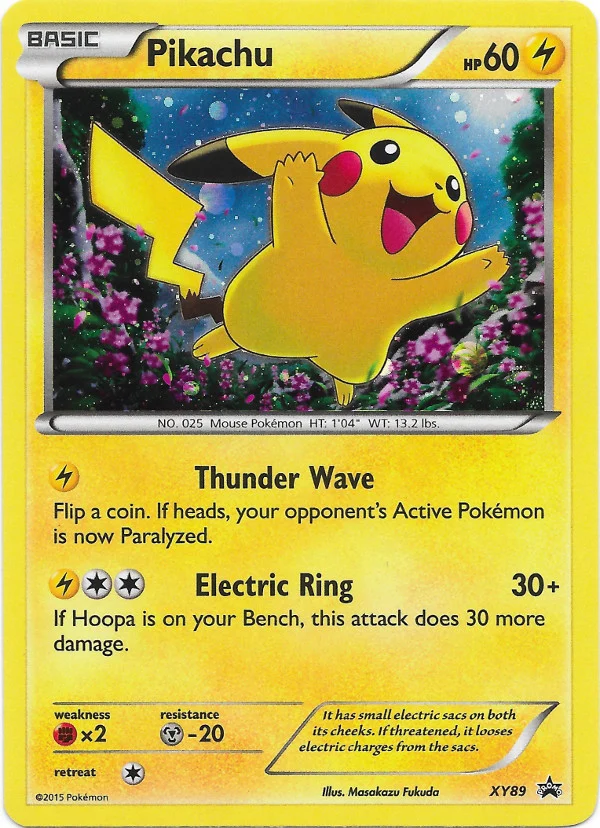 BASIC
Pikachu
HP60
NO. 025 Mouse Pokémon HT: 1'04" WT: 13.2 lbs.
Thunder Wave
Flip a coin. If heads, your opponent's Active Pokémon
is now Paralyzed.
Electric Ring 30+
If Hoopa is on your Bench, this attack does 30 more
damage.
weakness resistance
×2 -20
It has small electric sacs on both
its cheeks. If threatened, it looses
electric charges from the sacs.
retreat
©2015 Pokémon
Illus. Masakazu Fukuda
XY89
PROMO